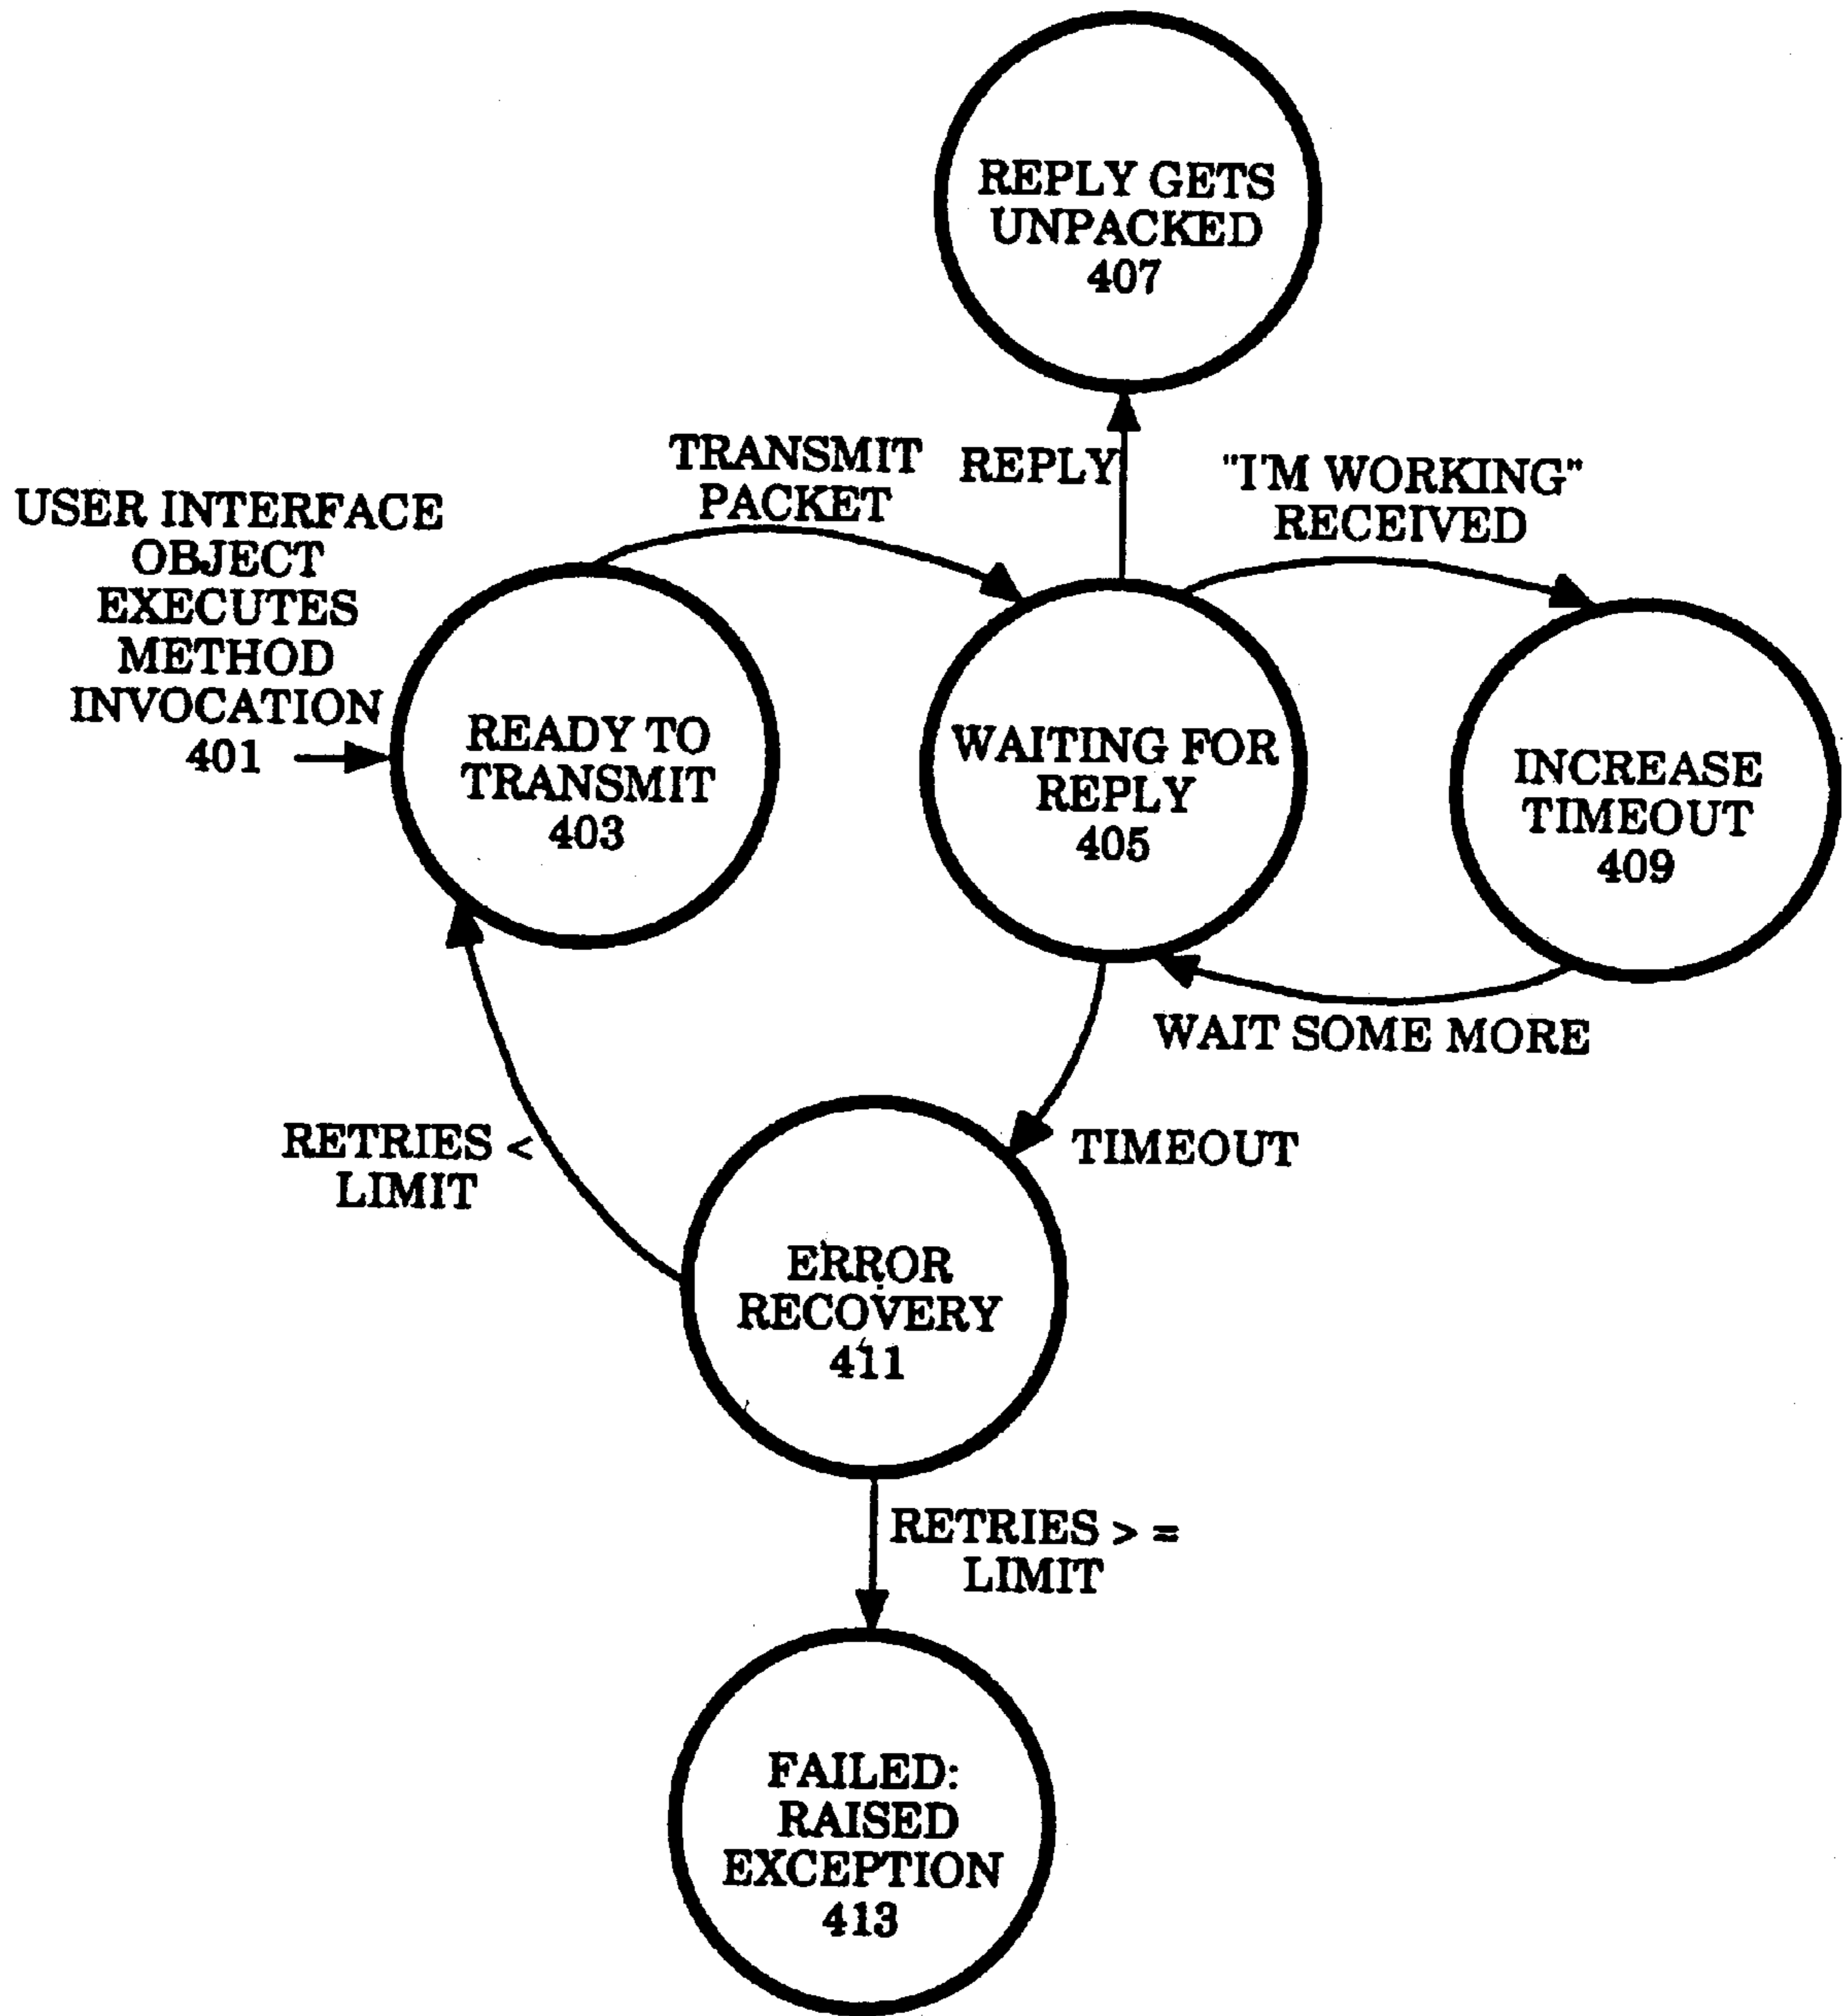 REPLY GETS
UNPACKED
407
TRANSMIT
PACKET
REPLY
"I'M WORKING"
RECEIVED
USER INTERFACE
OBJECT
EXECUTES
METHOD
INVOCATION
401
READY TO
TRANSMIT
403
WAITING FOR
REPLY
405
INCREASE
TIMEOUT
409
WAIT SOME MORE
RETRIES <
LIMIT
TIMEOUT
ERROR
RECOVERY
411
RETRIES > =
LIMIT
FAILED:
RAISED
EXCEPTION
413